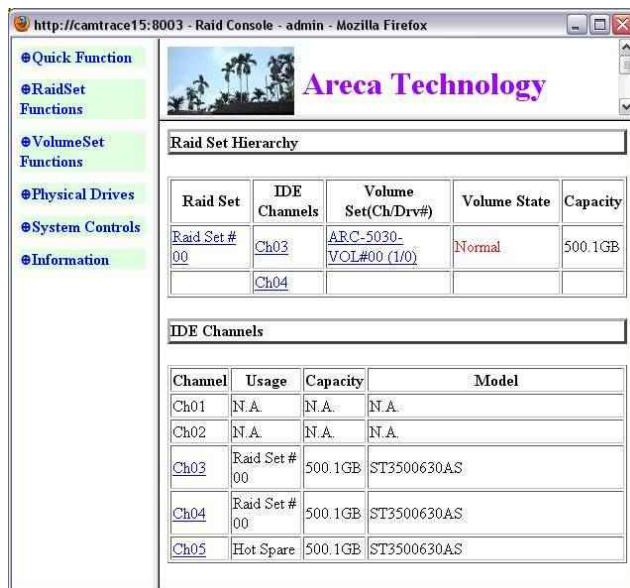 http://camtrace15:8003 - Raid Console - admin - Mozilla Firefox
⊕Quick Function
⊕RaidSet
Functions
⊕VolumeSet
Functions
⊕Physical Drives
⊕System Controls
⊕Information
Areca Technology
Raid Set Hierarchy
Raid Set IDE Channels Volume Set(Ch/Drv#) Volume State Capacity
Raid Set # 00 Ch03 ARC-5030-VOL#00 (1/0) Normal 500.1GB
Ch04
IDE Channels
Channel Usage Capacity Model
Ch01 N.A. N.A. N.A.
Ch02 N.A. N.A. N.A.
Ch03 Raid Set # 00 500.1GB ST3500630AS
Ch04 Raid Set # 00 500.1GB ST3500630AS
Ch05 Hot Spare 500.1GB ST3500630AS